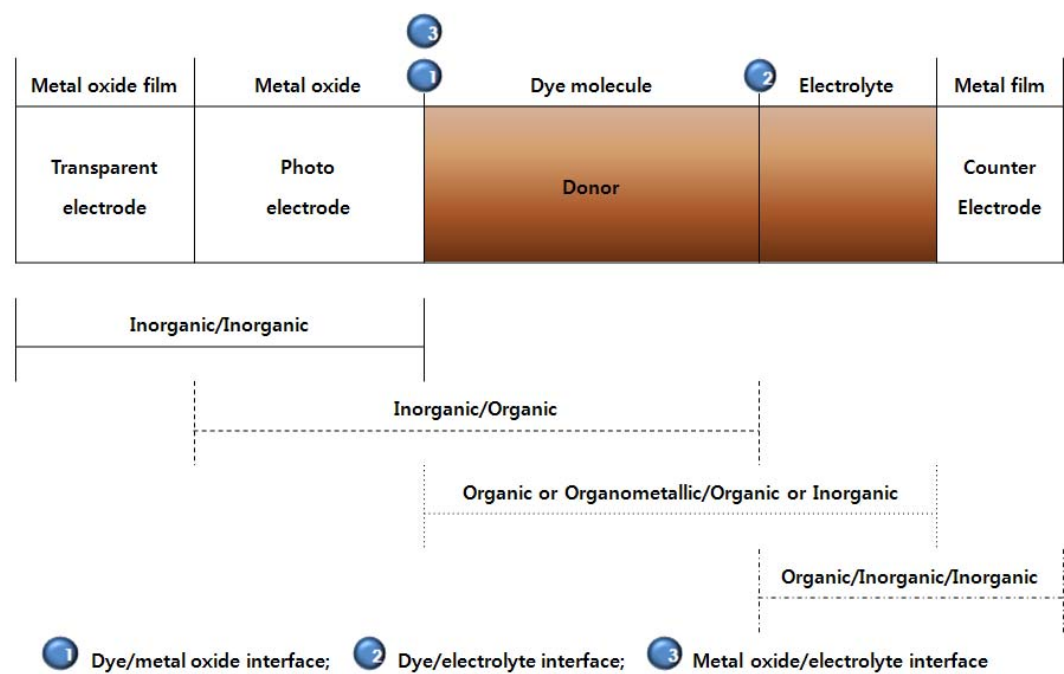 3
1
2
Metal oxide film
Metal oxide
Dye molecule
Electrolyte
Metal film
Transparent
electrode
Photo
electrode
Donor
Counter
Electrode
Inorganic/Inorganic
Inorganic/Organic
Organic or Organometallic/Organic or Inorganic
Organic/Inorganic/Inorganic
1 Dye/metal oxide interface; 2 Dye/electrolyte interface; 3 Metal oxide/electrolyte interface